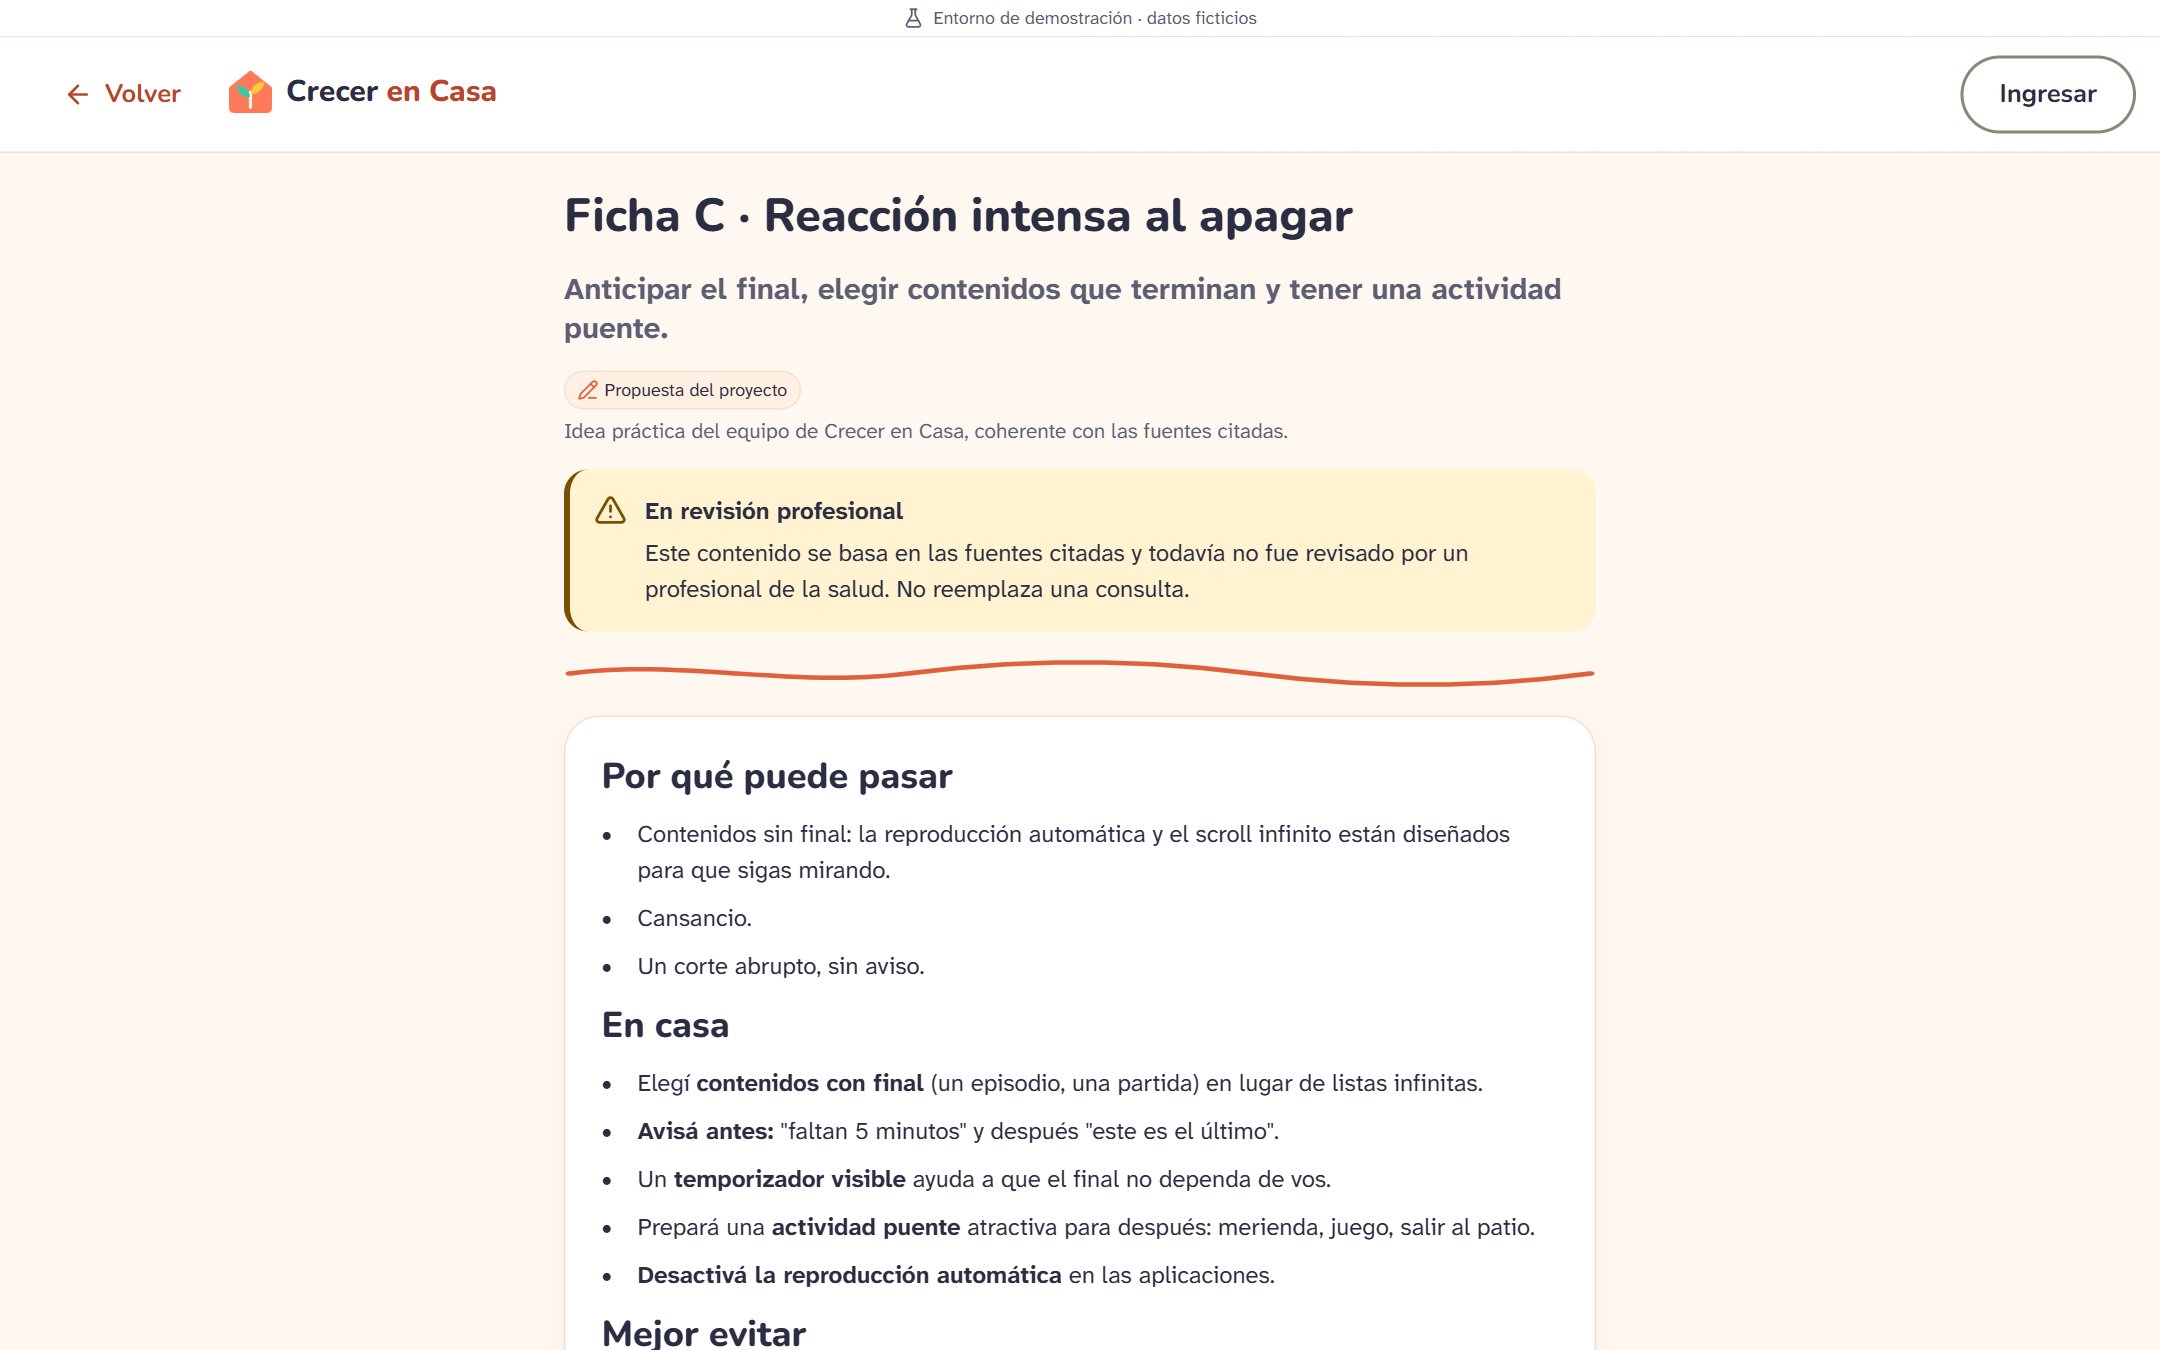 Entorno de demostración · datos ficticios
Volver
Crecer en Casa
Ingresar
Ficha C · Reacción intensa al apagar
Anticipar el final, elegir contenidos que terminan y tener una actividad
puente.
Propuesta del proyecto
Idea práctica del equipo de Crecer en Casa, coherente con las fuentes citadas.
En revisión profesional
Este contenido se basa en las fuentes citadas y todavía no fue revisado por un
profesional de la salud. No reemplaza una consulta.
Por qué puede pasar
• Contenidos sin final: la reproducción automática y el scroll infinito están diseñados
para que sigas mirando.
• Cansancio.
• Un corte abrupto, sin aviso.
En casa
• Elegí contenidos con final (un episodio, una partida) en lugar de listas infinitas.
• Avisá antes: "faltan 5 minutos" y después "este es el último".
• Un temporizador visible ayuda a que el final no dependa de vos.
• Prepará una actividad puente atractiva para después: merienda, juego, salir al patio.
• Desactivá la reproducción automática en las aplicaciones.
Mejor evitar